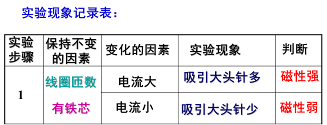 实验现象记录表：
实验步骤 保持不变的因素 变化的因素 实验现象 判断
1 线圈匝数 有铁芯 电流大 吸引大头针多 磁性强
电流小 吸引大头针少 磁性弱